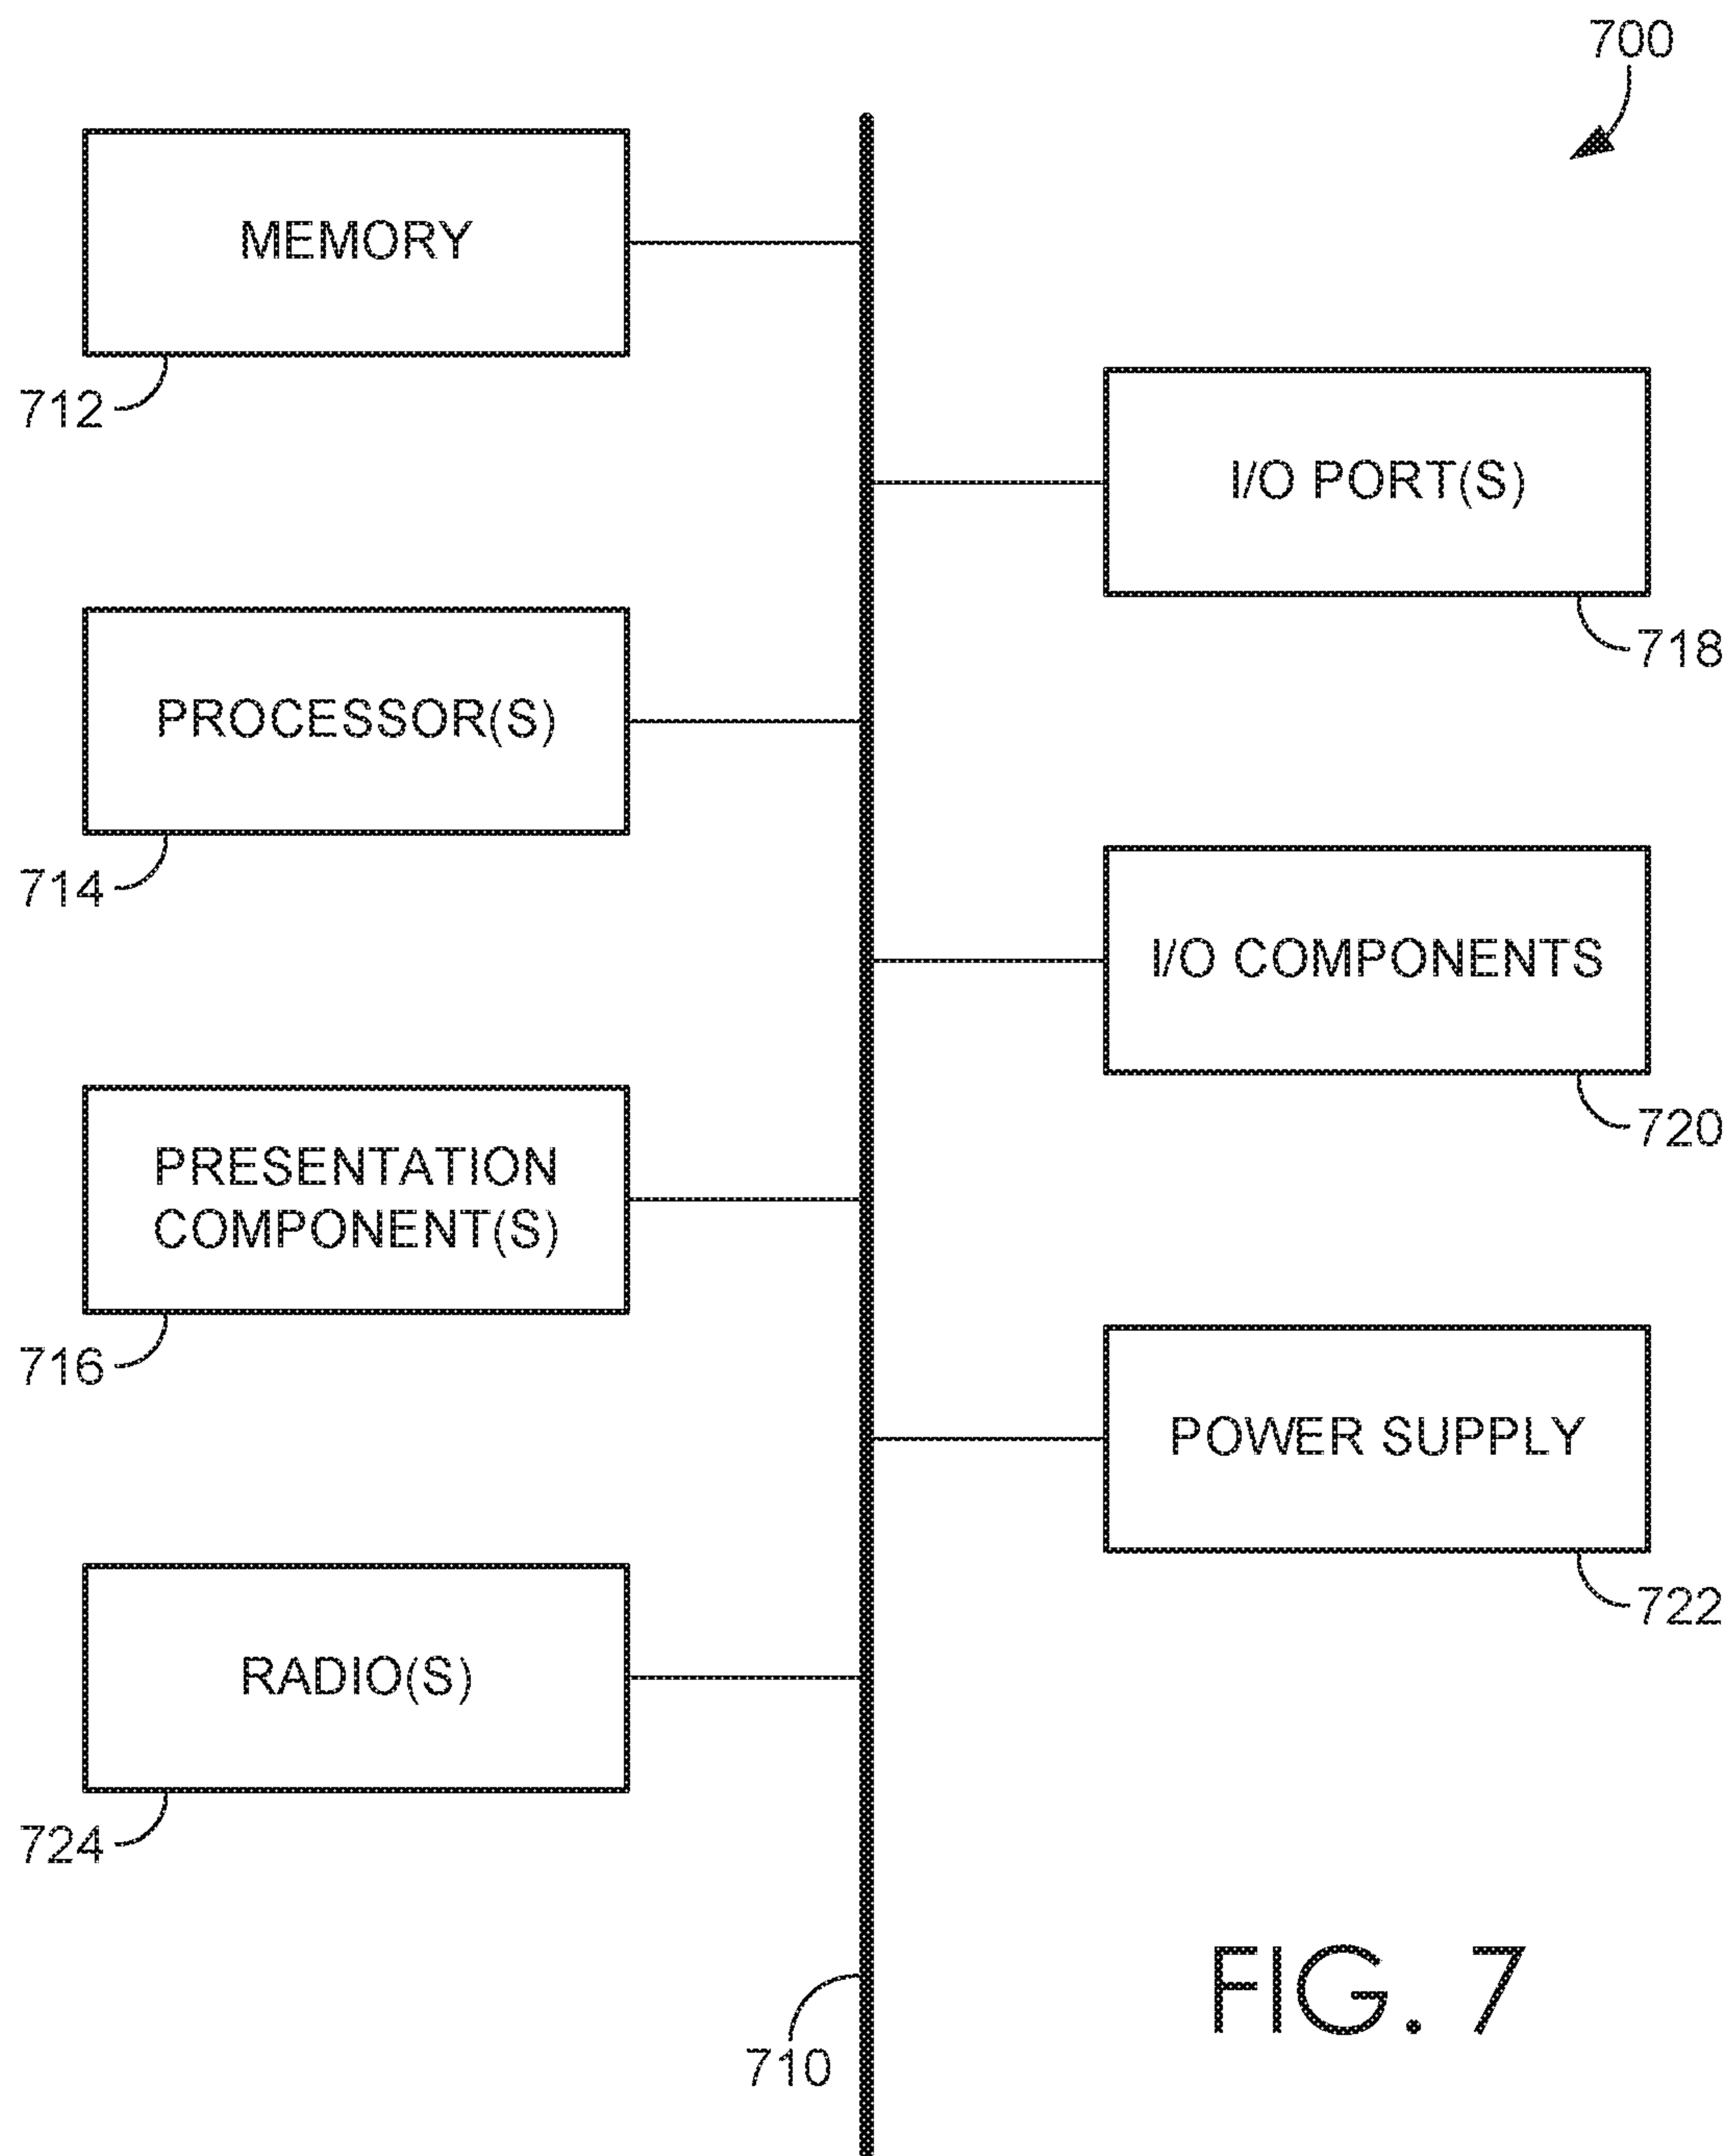 700
MEMORY
712
I/O PORT(S)
718
PROCESSOR(S)
714
I/O COMPONENTS
720
PRESENTATION
COMPONENT(S)
716
POWER SUPPLY
722
RADIO(S)
724
710
FIG. 7